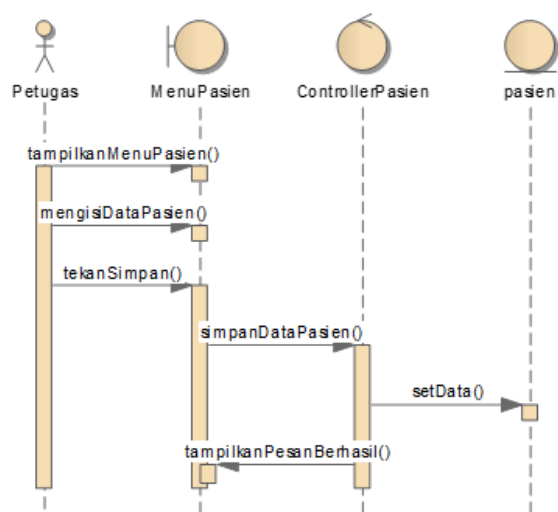 Petugas
MenuPasien
ControllerPasien
pasien
tampilkanMenuPasien()
mengisiDataPasien()
tekanSimpan()
simpanDataPasien()
setData()
tampilkanPesanBerhasil()